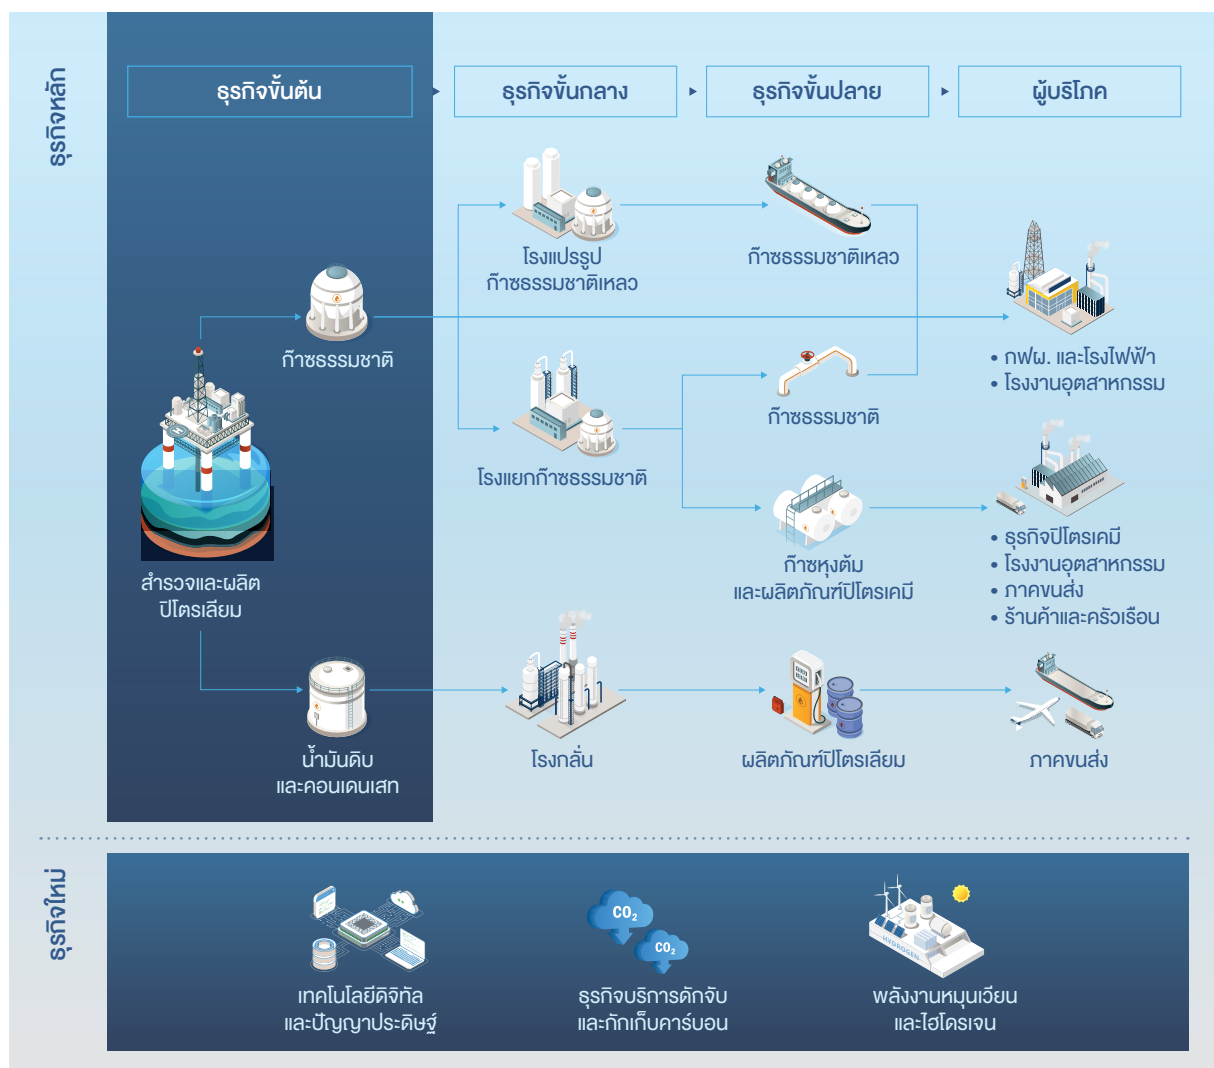 ธุรกิจหลัก
ธุรกิจขั้นต้น
ธุรกิจขั้นกลาง
ธุรกิจขั้นปลาย
ผู้บริโภค
โรงแปรรูป
ก๊าซธรรมชาติเหลว
ก๊าซธรรมชาติเหลว
ก๊าซธรรมชาติ
• กฟผ. และโรงไฟฟ้า
• โรงงานอุตสาหกรรม
ก๊าซธรรมชาติ
โรงแยกก๊าซธรรมชาติ
สำรวจและผลิต
ปิโตรเลียม
ก๊าซหุงต้ม
และผลิตภัณฑ์ปิโตรเคมี
• ธุรกิจปิโตรเคมี
• โรงงานอุตสาหกรรม
• ภาคขนส่ง
• ร้านค้าและครัวเรือน
น้ำมันดิบ
และคอนเดนเสท
โรงกลั่น
ผลิตภัณฑ์ปิโตรเลียม
ภาคขนส่ง
ธุรกิจใหม่
CO₂
CO₂
HYDROGEN
เทคโนโลยีดิจิทัล
และปัญญาประดิษฐ์
ธุรกิจบริการดักจับ
และกักเก็บคาร์บอน
พลังงานหมุนเวียน
และไฮโดรเจน